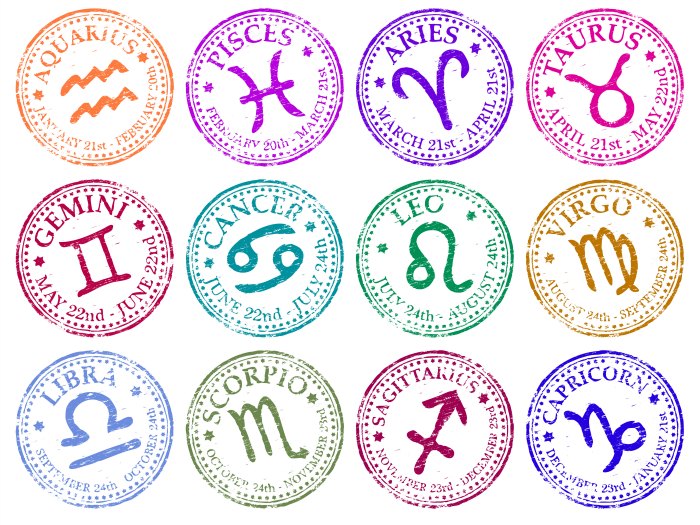 AQUARIUS
JANUARY 21st - FEBRUARY 20th
PISCES
FEBRUARY 20th - MARCH 21st
ARIES
MARCH 21st - APRIL 21st
TAURUS
APRIL 21st - MAY 22nd
GEMINI
MAY 22nd - JUNE 22nd
CANCER
JUNE 22nd - JULY 24th
LEO
JULY 24th - AUGUST 24th
VIRGO
AUGUST 24th - SEPTEMBER 24th
LIBRA
SEPTEMBER 24th - OCTOBER 24th
SCORPIO
OCTOBER 24th - NOVEMBER 23rd
SAGITTARIUS
NOVEMBER 23rd - DECEMBER 23rd
CAPRICORN
DECEMBER 23rd - JANUARY 21st